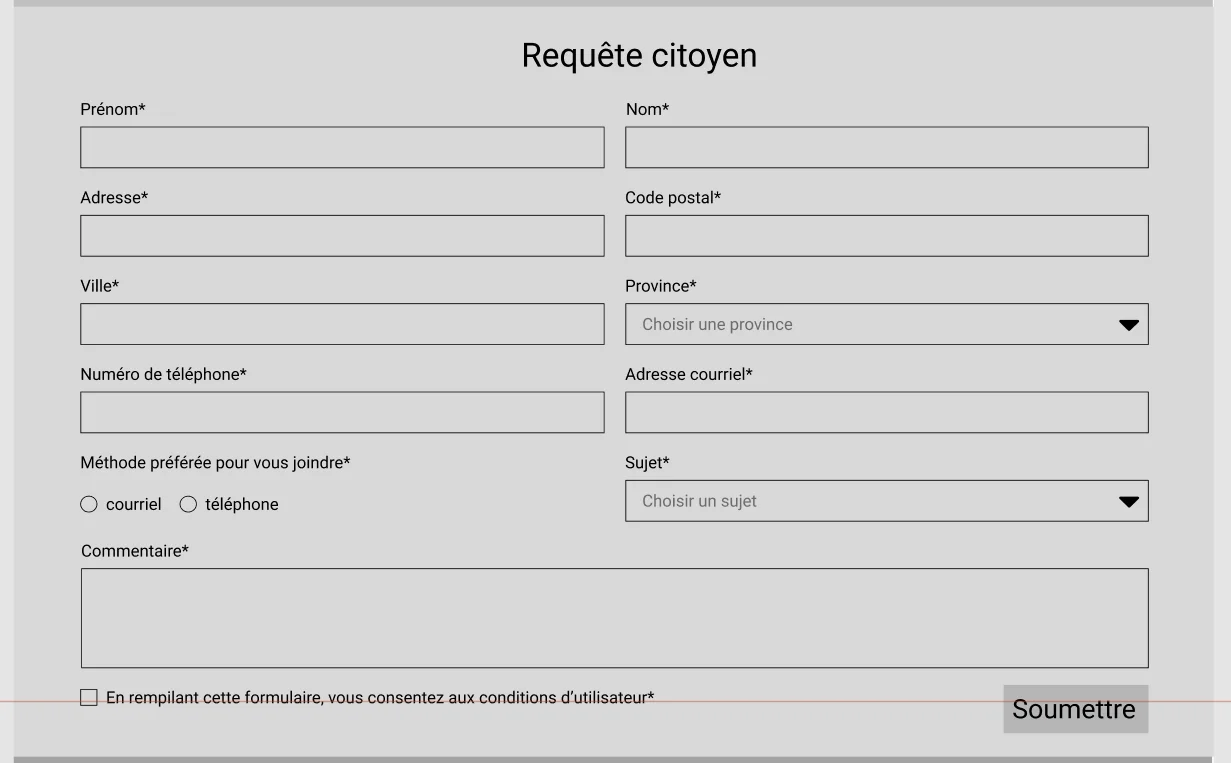 Requête citoyen
Prénom*
Nom*
Adresse*
Code postal*
Ville*
Province*
Choisir une province
Numéro de téléphone*
Adresse courriel*
Méthode préférée pour vous joindre*
Sujet*
courriel téléphone
Choisir un sujet
Commentaire*
En rempilant cette formulaire, vous consentez aux conditions d’utilisateur*
Soumettre